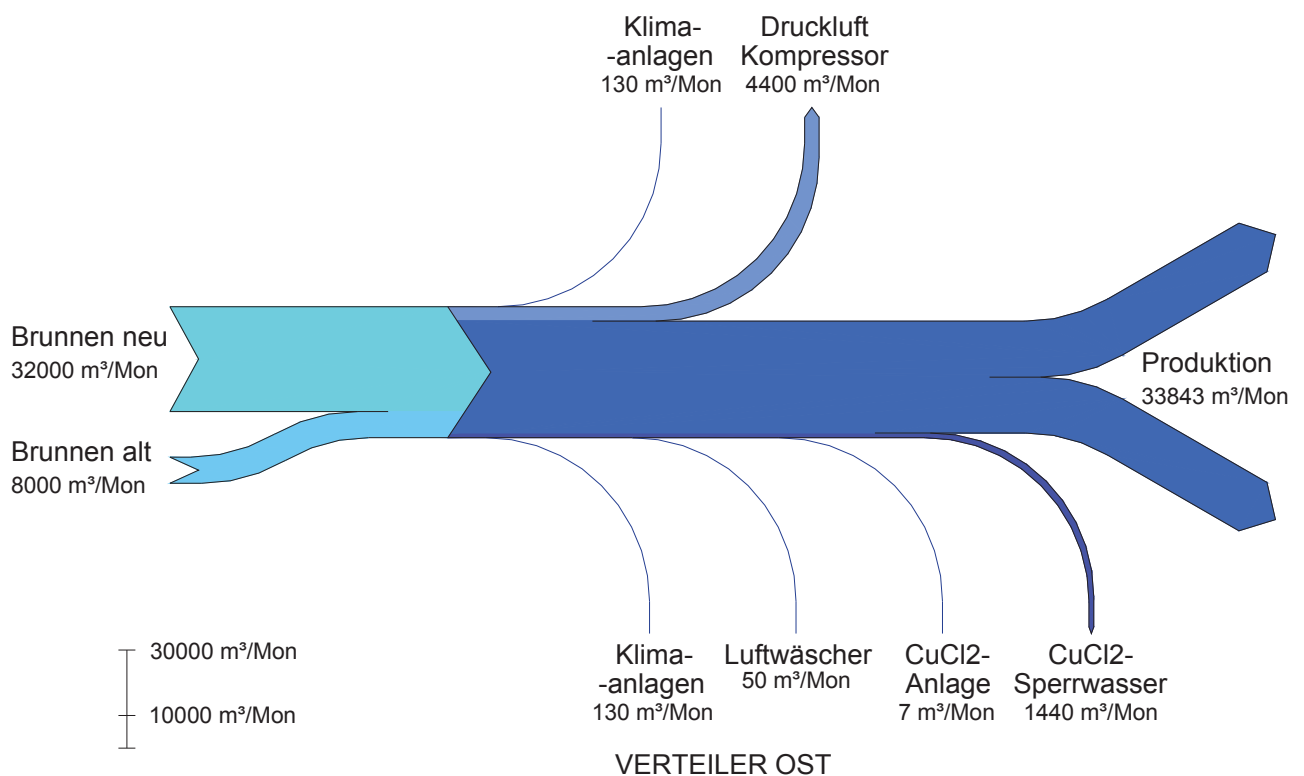 Klima-
-anlagen
130 m³/Mon
Druckluft
Kompressor
4400 m³/Mon
Brunnen neu
32000 m³/Mon
Brunnen alt
8000 m³/Mon
Produktion
33843 m³/Mon
30000 m³/Mon
10000 m³/Mon
Klima-
-anlagen
130 m³/Mon
Luftwäscher
50 m³/Mon
CuCl2-
Anlage
7 m³/Mon
CuCl2-
Sperrwasser
1440 m³/Mon
VERTEILER OST